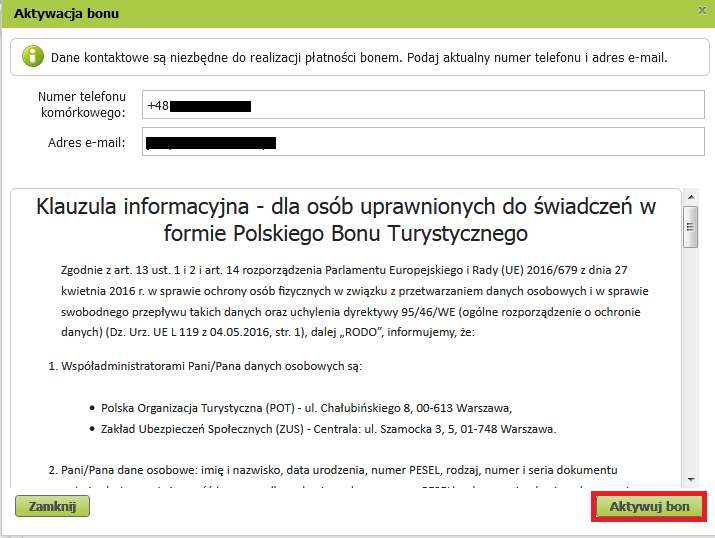 Aktywacja bonu
Dane kontaktowe są niezbędne do realizacji płatności bonem. Podaj aktualny numer telefonu i adres e-mail.
Numer telefonu
komórkowego:
+48
Adres e-mail:
Klauzula informacyjna - dla osób uprawnionych do świadczeń w
formie Polskiego Bonu Turystycznego
Zgodnie z art. 13 ust. 1 i 2 i art. 14 rozporządzenia Parlamentu Europejskiego i Rady (UE) 2016/679 z dnia 27
kwietnia 2016 r. w sprawie ochrony osób fizycznych w związku z przetwarzaniem danych osobowych i w sprawie
swobodnego przepływu takich danych oraz uchylenia dyrektywy 95/46/WE (ogólne rozporządzenie o ochronie
danych) (Dz. Urz. UE L 119 z 04.05.2016, str. 1), dalej „RODO”, informujemy, że:
1. Współadministratorami Pani/Pana danych osobowych są:
• Polska Organizacja Turystyczna (POT) - ul. Chałubińskiego 8, 00-613 Warszawa,
• Zakład Ubezpieczeń Społecznych (ZUS) - Centrala: ul. Szamocka 3, 5, 01-748 Warszawa.
2. Pani/Pana dane osobowe: imię i nazwisko, data urodzenia, numer PESEL, rodzaj, numer i seria dokumentu
Zamknij
Aktywuj bon